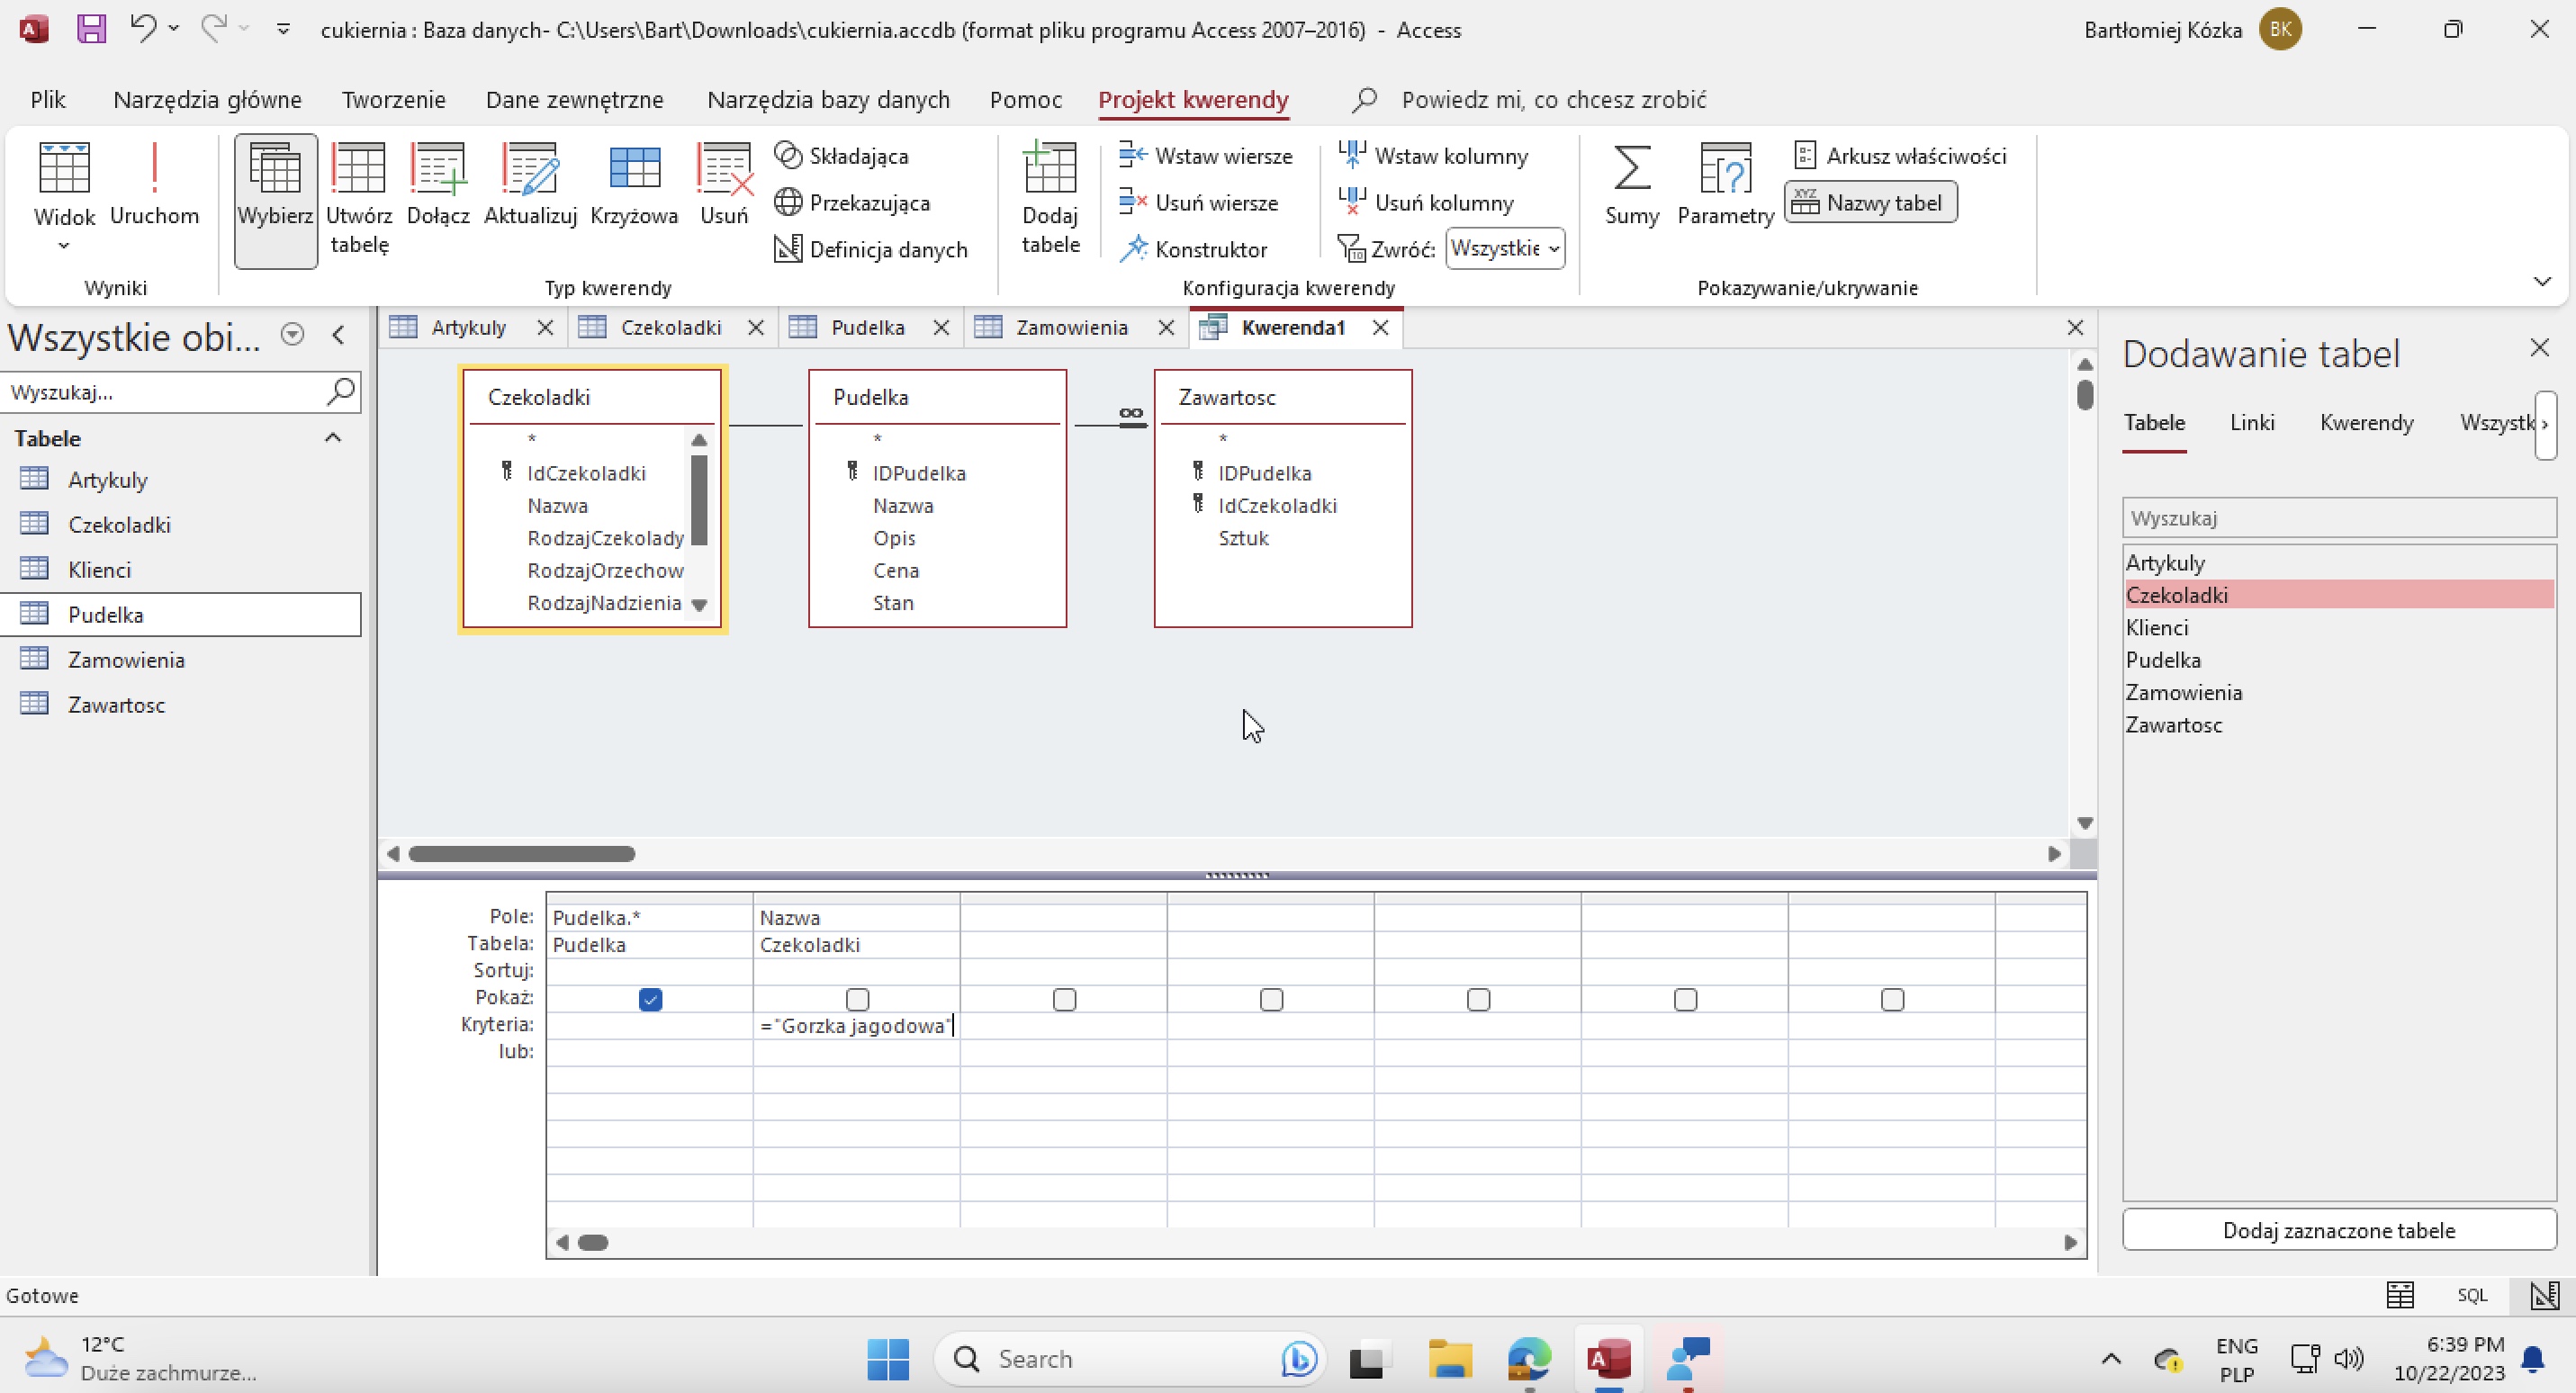 cukiernia : Baza danych- C:\Users\Bart\Downloads\cukiernia.accdb (format pliku programu Access 2007–2016) - Access
Bartłomiej Kózka
BK
Plik Narzędzia główne Tworzenie Dane zewnętrzne Narzędzia bazy danych Pomoc Projekt kwerendy Powiedz mi, co chcesz zrobić
Widok
Uruchom
Wyniki
Wybierz
Utwórz tabelę
Dołącz
Aktualizuj
Krzyżowa
Usuń
Składająca
Przekazująca
Definicja danych
Typ kwerendy
Dodaj tabele
Wstaw wiersze
Usuń wiersze
Konstruktor
Wstaw kolumny
Usuń kolumny
Zwróć: Wszystkie
Konfiguracja kwerendy
Sumy
Parametry
Arkusz właściwości
XYZ Nazwy tabel
Pokazywanie/ukrywanie
Wszystkie obi...
Wyszukaj...
Tabele
Artykuly
Czekoladki
Klienci
Pudelka
Zamowienia
Zawartosc
Artykuly Czekoladki Pudelka Zamowienia Kwerenda1
Czekoladki
*
IdCzekoladki
Nazwa
RodzajCzekolady
RodzajOrzechow
RodzajNadzienia
Pudelka
*
IDPudelka
Nazwa
Opis
Cena
Stan
∞
Zawartosc
*
IDPudelka
IdCzekoladki
Sztuk
Pole: Pudelka.* Nazwa
Tabela: Pudelka Czekoladki
Sortuj:
Pokaż:
Kryteria: ="Gorzka jagodowa"
lub:
Dodawanie tabel
Tabele Linki Kwerendy Wszystk
Wyszukaj
Artykuly
Czekoladki
Klienci
Pudelka
Zamowienia
Zawartosc
Dodaj zaznaczone tabele
Gotowe
SQL
12°C
Duże zachmurze...
Search
ENG
PLP
6:39 PM
10/22/2023